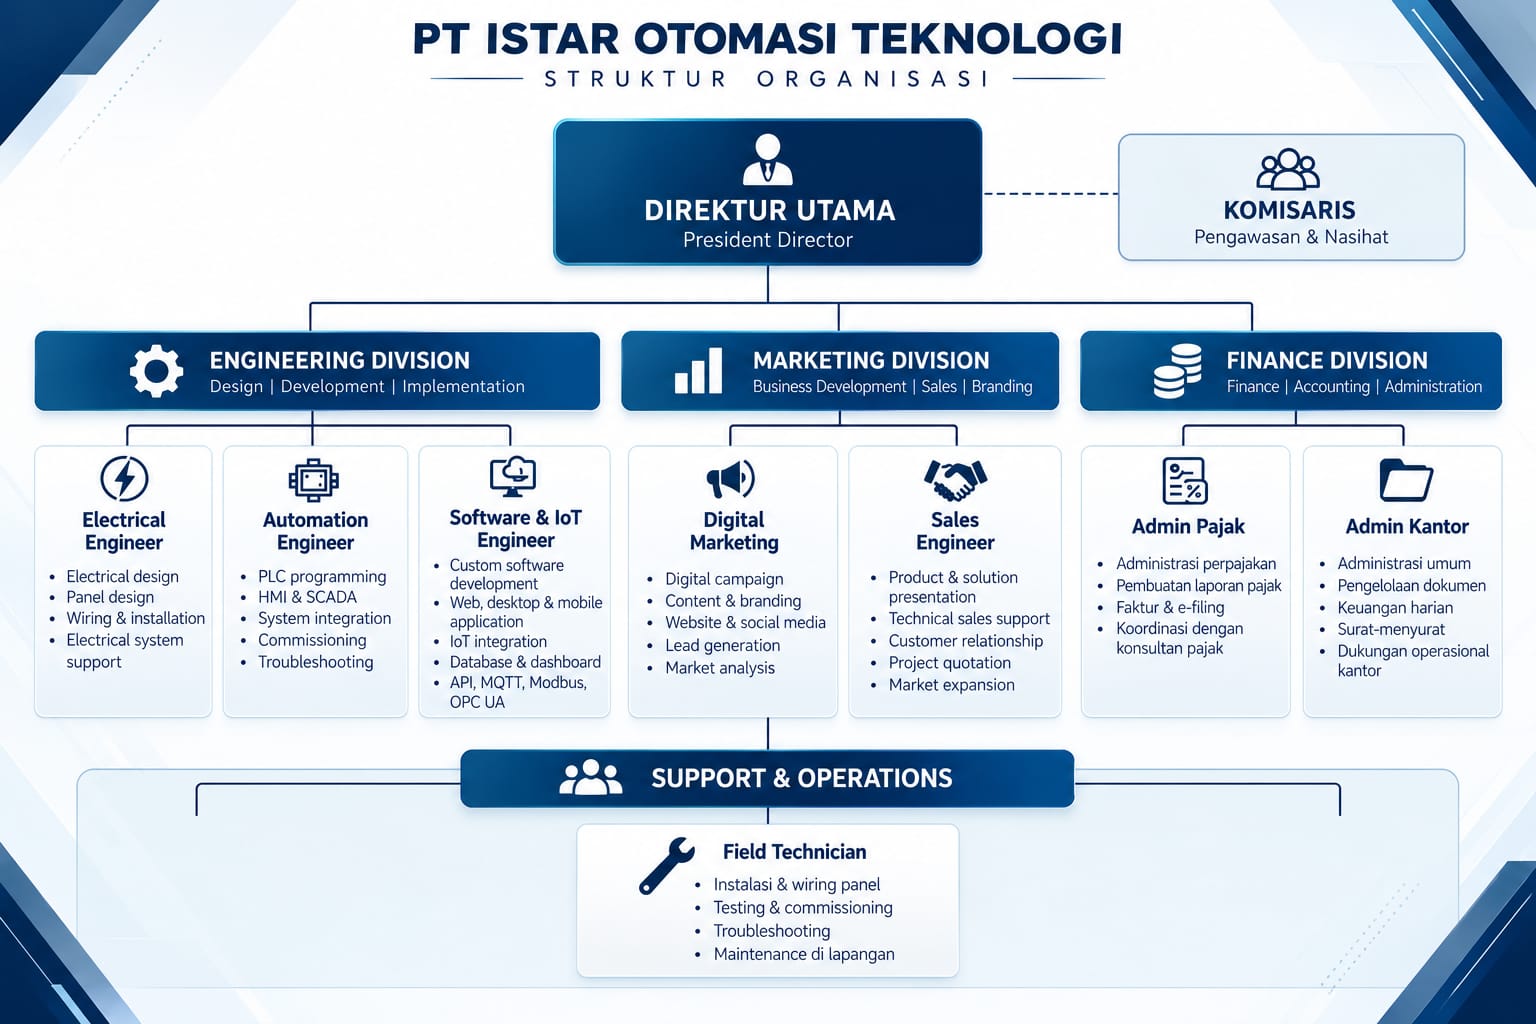 PT ISTAR OTOMASI TEKNOLOGI
STRUKTUR ORGANISASI
DIREKTUR UTAMA
President Director
KOMISARIS
Pengawasan & Nasihat
ENGINEERING DIVISION
Design | Development | Implementation
MARKETING DIVISION
Business Development | Sales | Branding
FINANCE DIVISION
Finance | Accounting | Administration
Electrical
Engineer
• Electrical design
• Panel design
• Wiring & installation
• Electrical system
support
Automation
Engineer
• PLC programming
• HMI & SCADA
• System integration
• Commissioning
• Troubleshooting
Software & IoT
Engineer
• Custom software
development
• Web, desktop & mobile
application
• IoT integration
• Database & dashboard
• API, MQTT, Modbus,
OPC UA
Digital
Marketing
• Digital campaign
• Content & branding
• Website & social media
• Lead generation
• Market analysis
Sales
Engineer
• Product & solution
presentation
• Technical sales support
• Customer relationship
• Project quotation
• Market expansion
Admin Pajak
• Administrasi perpajakan
• Pembuatan laporan pajak
• Faktur & e-filing
• Koordinasi dengan
konsultan pajak
Admin Kantor
• Administrasi umum
• Pengelolaan dokumen
• Keuangan harian
• Surat-menyurat
• Dukungan operasional
kantor
SUPPORT & OPERATIONS
Field Technician
• Instalasi & wiring panel
• Testing & commissioning
• Troubleshooting
• Maintenance di lapangan